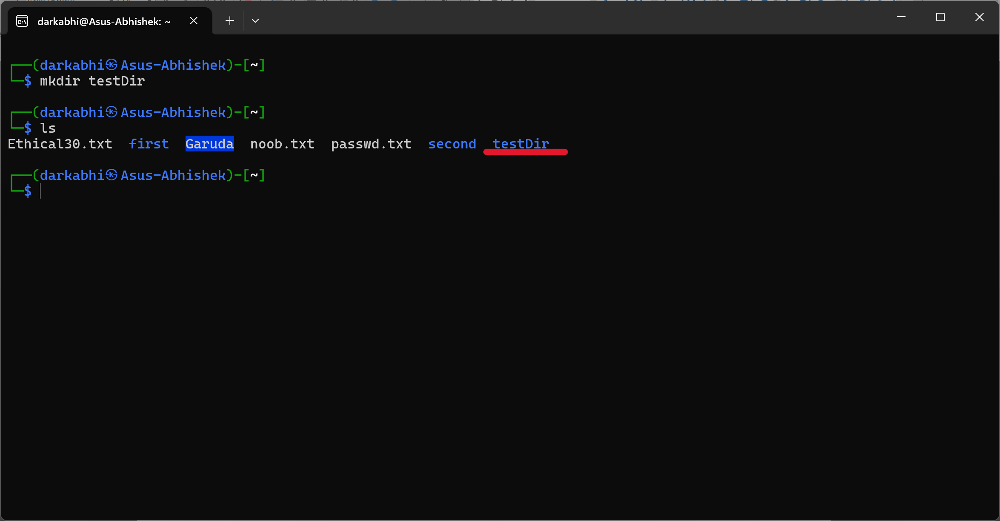 darkabhi@Asus-Abhishek: ~
┌──(darkabhi㉿Asus-Abhishek)-[~]
└─$ mkdir testDir
┌──(darkabhi㉿Asus-Abhishek)-[~]
└─$ ls
Ethical30.txt  first  Garuda  noob.txt  passwd.txt  second  testDir
┌──(darkabhi㉿Asus-Abhishek)-[~]
└─$